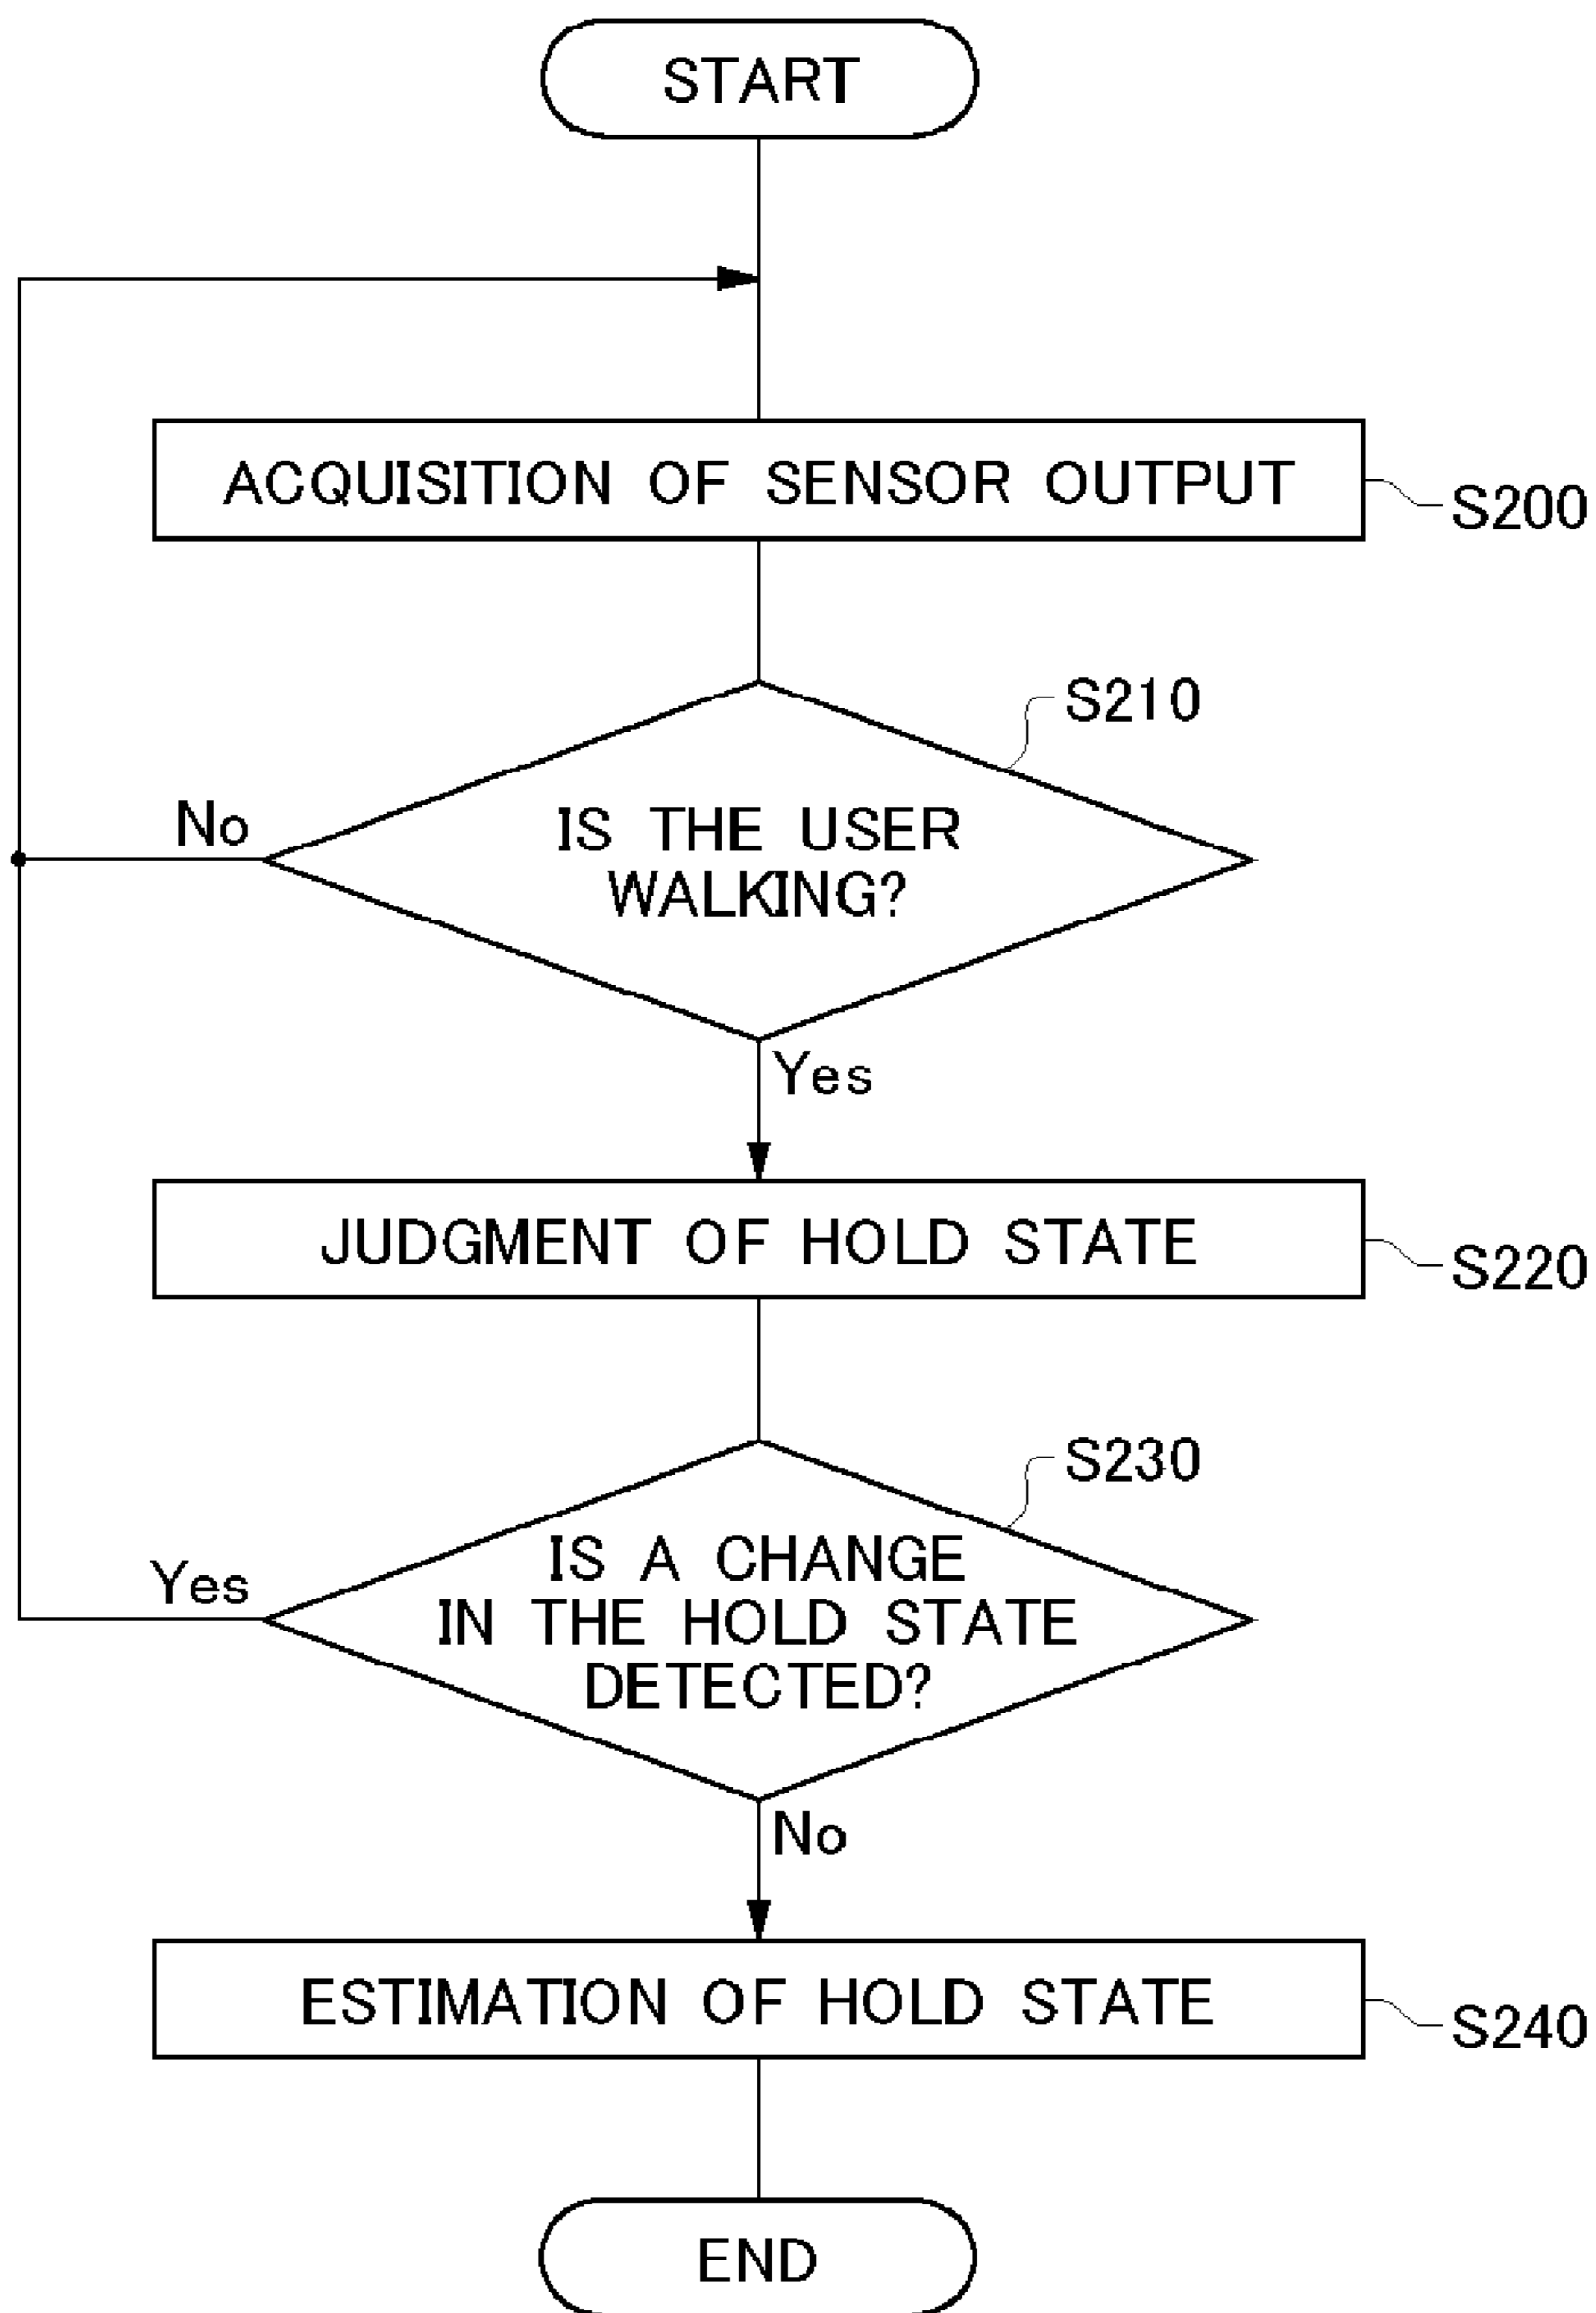 START
ACQUISITION OF SENSOR OUTPUT
S200
S210
IS THE USER
WALKING?
No
Yes
JUDGMENT OF HOLD STATE
S220
S230
IS A CHANGE
IN THE HOLD STATE
DETECTED?
Yes
No
ESTIMATION OF HOLD STATE
S240
END